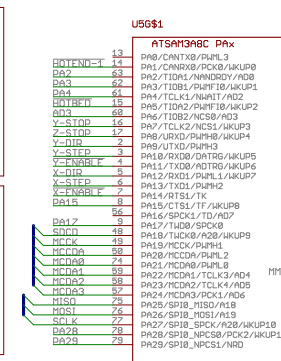 U5G$1
ATSAM3A8C PAx
13 PA0/CANTX0/PWML3
HOTEND-1 14 PA1/CANRX0/PCK0/WKUP0
PA2 63 PA2/TIOA1/NANDRDY/AD0
PA3 62 PA3/TIOB1/PWMFI0/WKUP1
PA4 61 PA4/TCLK1/NWAIT/AD2
HOTBED 15 PA5/TIOA2/PWMFI0/WKUP2
AD3 60 PA6/TIOB2/NCS0/AD3
Y-STOP 16 PA7/TCLK2/NCS1/WKUP3
Z-STOP 17 PA8/URXD/PWMH0/WKUP4
Y-DIR 2 PA9/UTXD/PWMH3
Y-STEP 3 PA10/RXD0/DATRG/WKUP5
Y-ENABLE 4 PA11/TXD0/ADTRG/WKUP6
X-DIR 5 PA12/RXD1/PWML1/WKUP7
X-STEP 6 PA13/TXD1/PWMH2
X-ENABLE 7 PA14/RTS1/TK
PA15 8 PA15/CTS1/TF/WKUP8
56 PA16/SPCK1/TD/AD7
PA17 9 PA17/TWD0/SPCK0
SDCD 48 PA18/TWCK0/A20/WKUP9
MCCK 49 PA19/MCCK/PWMH1
MCCDA 50 PA20/MCCDA/PWML2
MCDA0 74 PA21/MCDA0/PWML0
MCDA1 59 PA22/MCDA1/TCLK3/AD4 MM
MCDA2 58 PA23/MCDA2/TCLK4/AD5
MCDA3 57 PA24/MCDA3/PCK1/AD6
MISO 75 PA25/SPI0_MISO/A18
MOSI 76 PA26/SPI0_MOSI/A19
SCLK 77 PA27/SPI0_SPCK/A20/WKUP10
PA28 78 PA28/SPI0_NPCS0/PCK2/WKUP1
PA29 79 PA29/SPI0_NPCS1/NRD